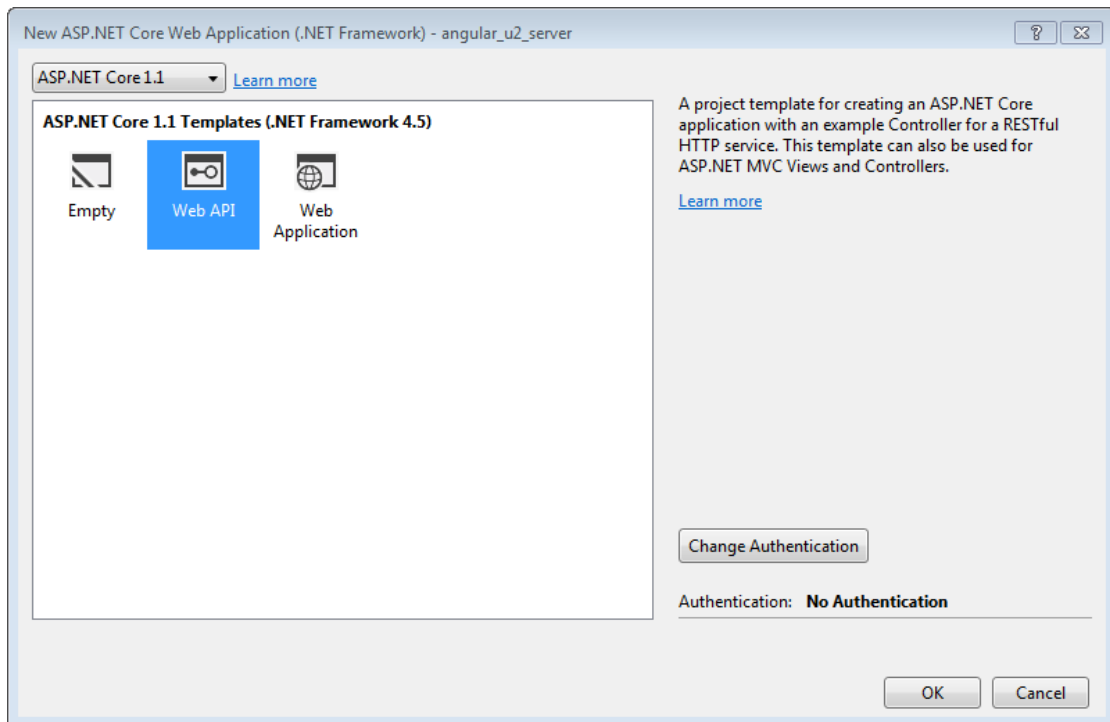 New ASP.NET Core Web Application (.NET Framework) - angular_u2_server
ASP.NET Core 1.1
Learn more
ASP.NET Core 1.1 Templates (.NET Framework 4.5)
Empty
Web API
Web
Application
A project template for creating an ASP.NET Core
application with an example Controller for a RESTful
HTTP service. This template can also be used for
ASP.NET MVC Views and Controllers.
Learn more
Change Authentication
Authentication: No Authentication
OK
Cancel